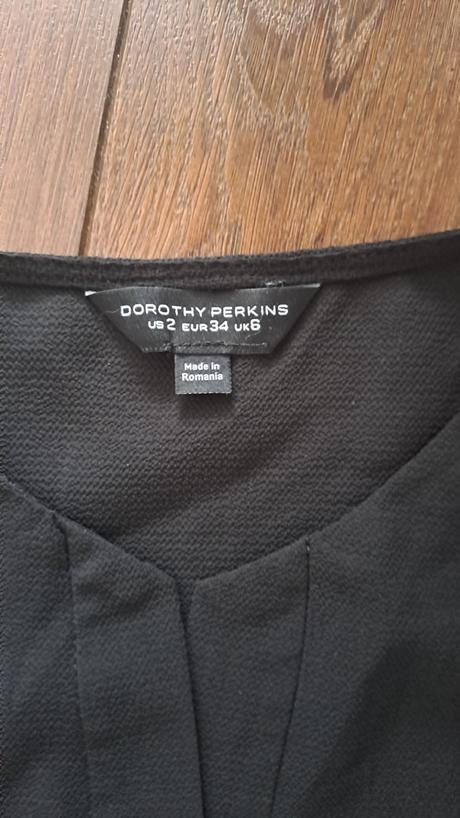 DOROTHY PERKINS
US 2 EUR 34 UK 6
Made in
Romania